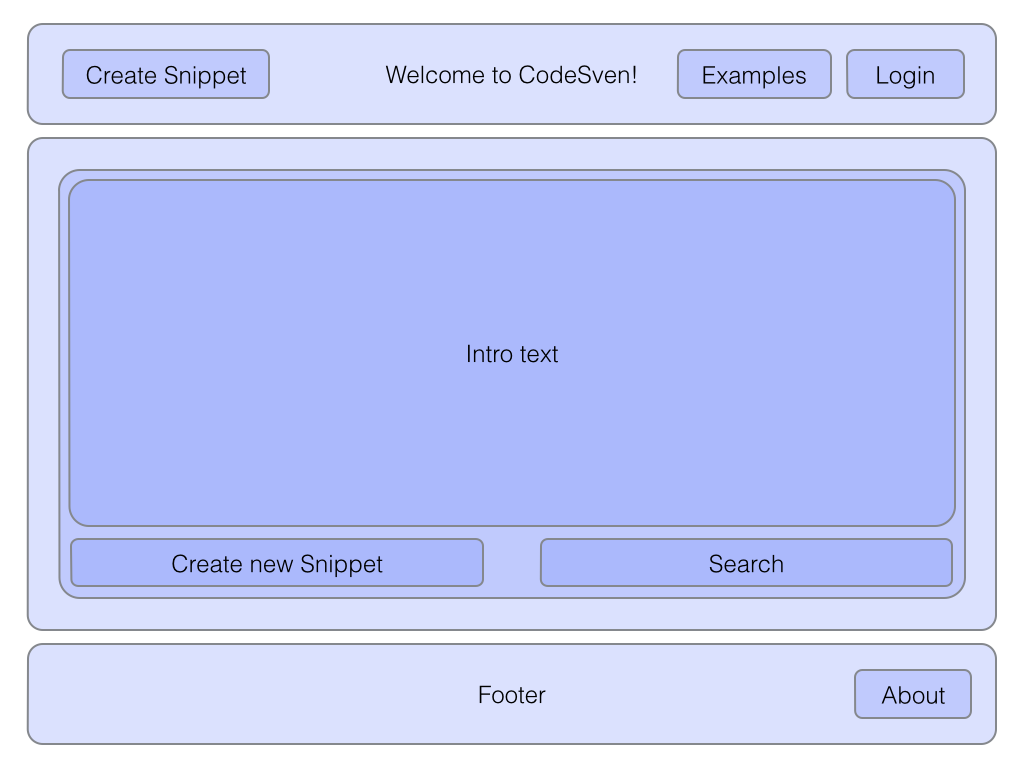 Create Snippet
Welcome to CodeSven!
Examples
Login
Intro text
Create new Snippet
Search
Footer
About